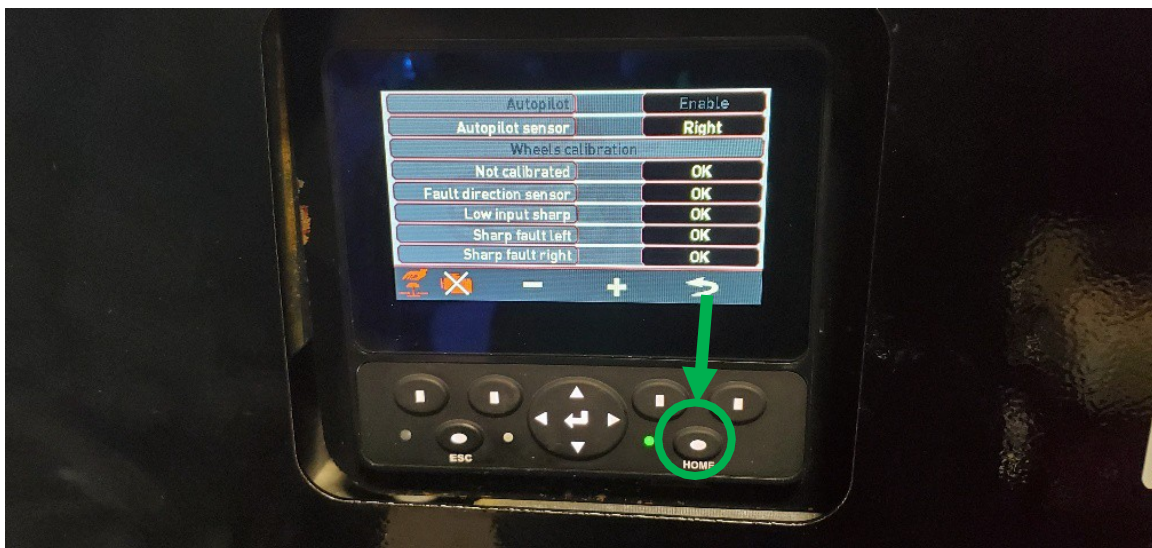 Autopilot Enable
Autopilot sensor Right
Wheels calibration
Not calibrated OK
Fault direction sensor OK
Low input sharp OK
Sharp fault left OK
Sharp fault right OK
ESC HOME